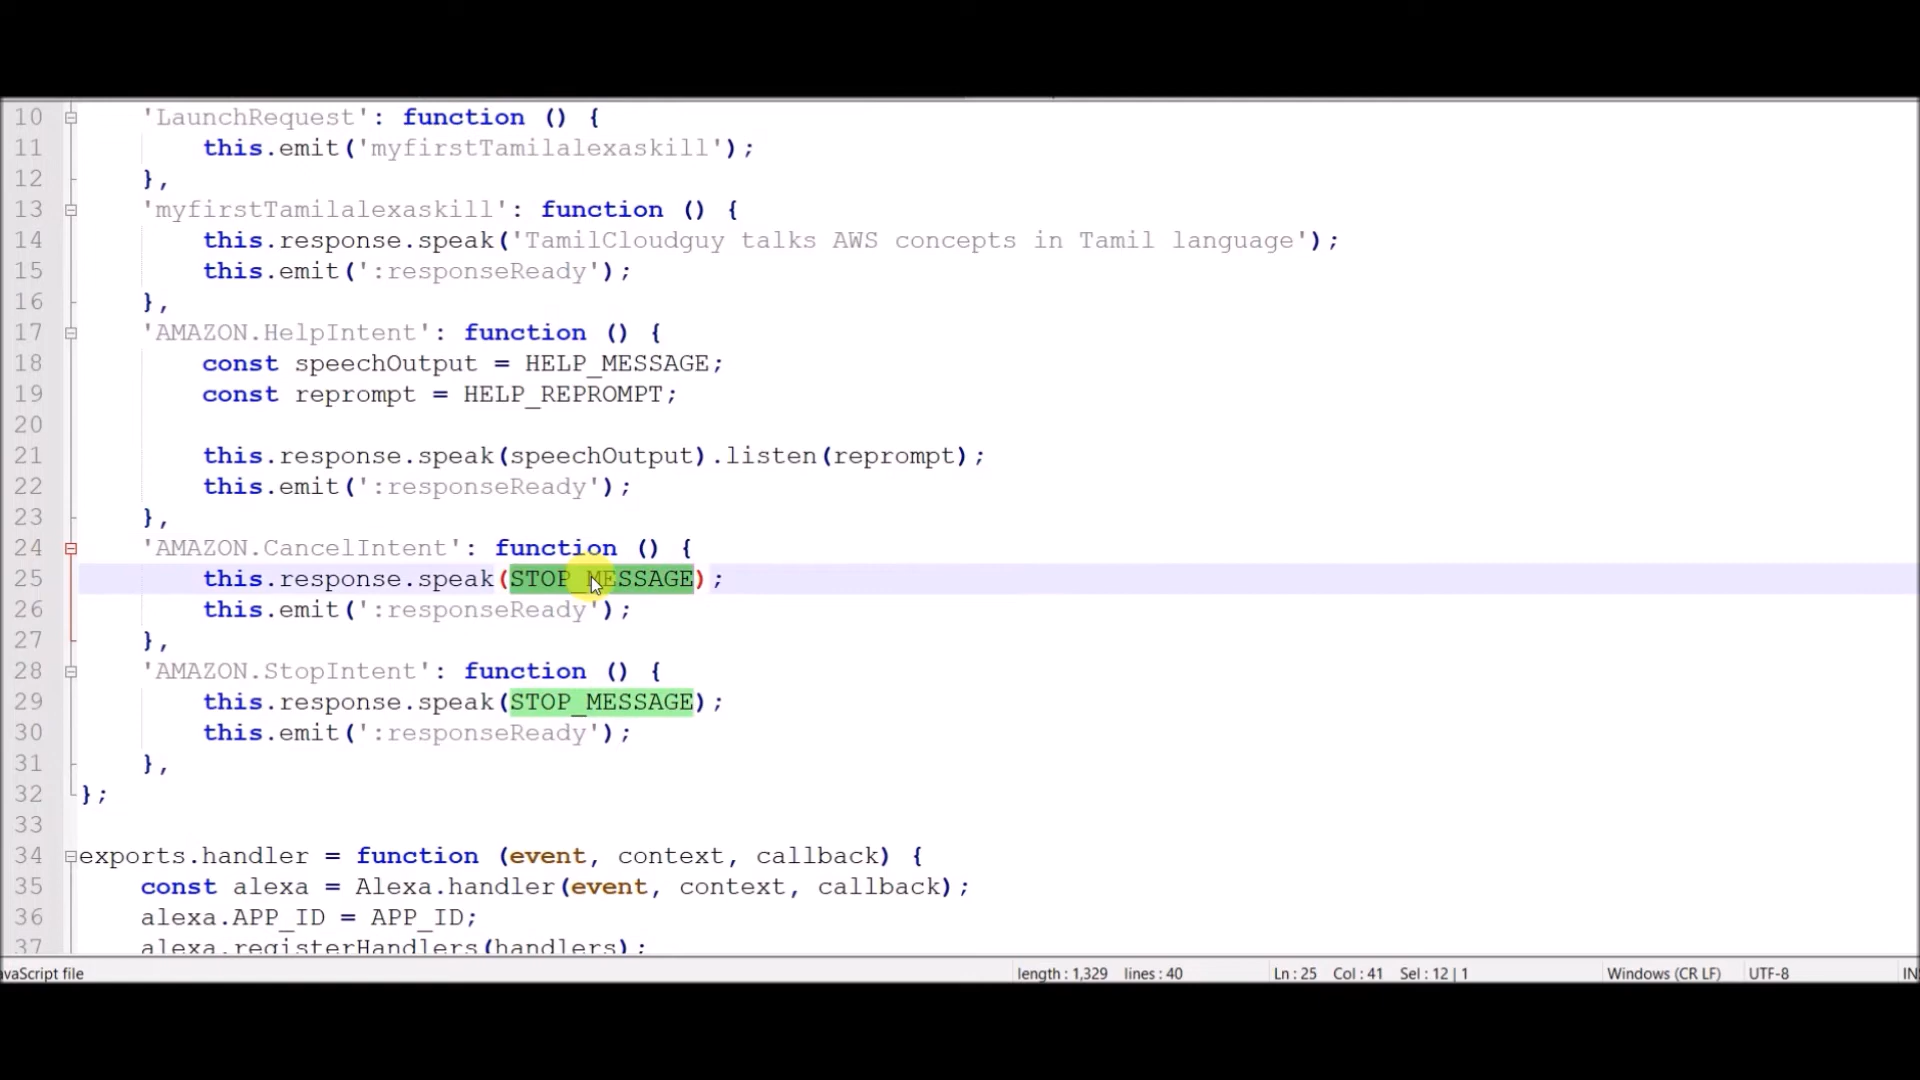 10 'LaunchRequest': function () {
11 this.emit('myfirstTamilalexaskill');
12 },
13 'myfirstTamilalexaskill': function () {
14 this.response.speak('TamilCloudguy talks AWS concepts in Tamil language');
15 this.emit(':responseReady');
16 },
17 'AMAZON.HelpIntent': function () {
18 const speechOutput = HELP_MESSAGE;
19 const reprompt = HELP_REPROMPT;
20
21 this.response.speak(speechOutput).listen(reprompt);
22 this.emit(':responseReady');
23 },
24 'AMAZON.CancelIntent': function () {
25 this.response.speak(STOP_MESSAGE);
26 this.emit(':responseReady');
27 },
28 'AMAZON.StopIntent': function () {
29 this.response.speak(STOP_MESSAGE);
30 this.emit(':responseReady');
31 },
32 };
33
34 exports.handler = function (event, context, callback) {
35 const alexa = Alexa.handler(event, context, callback);
36 alexa.APP_ID = APP_ID;
37 alexa.registerHandlers(handlers);
avaScript file length : 1,329 lines : 40 Ln : 25 Col : 41 Sel : 12 | 1 Windows (CR LF) UTF-8 IN